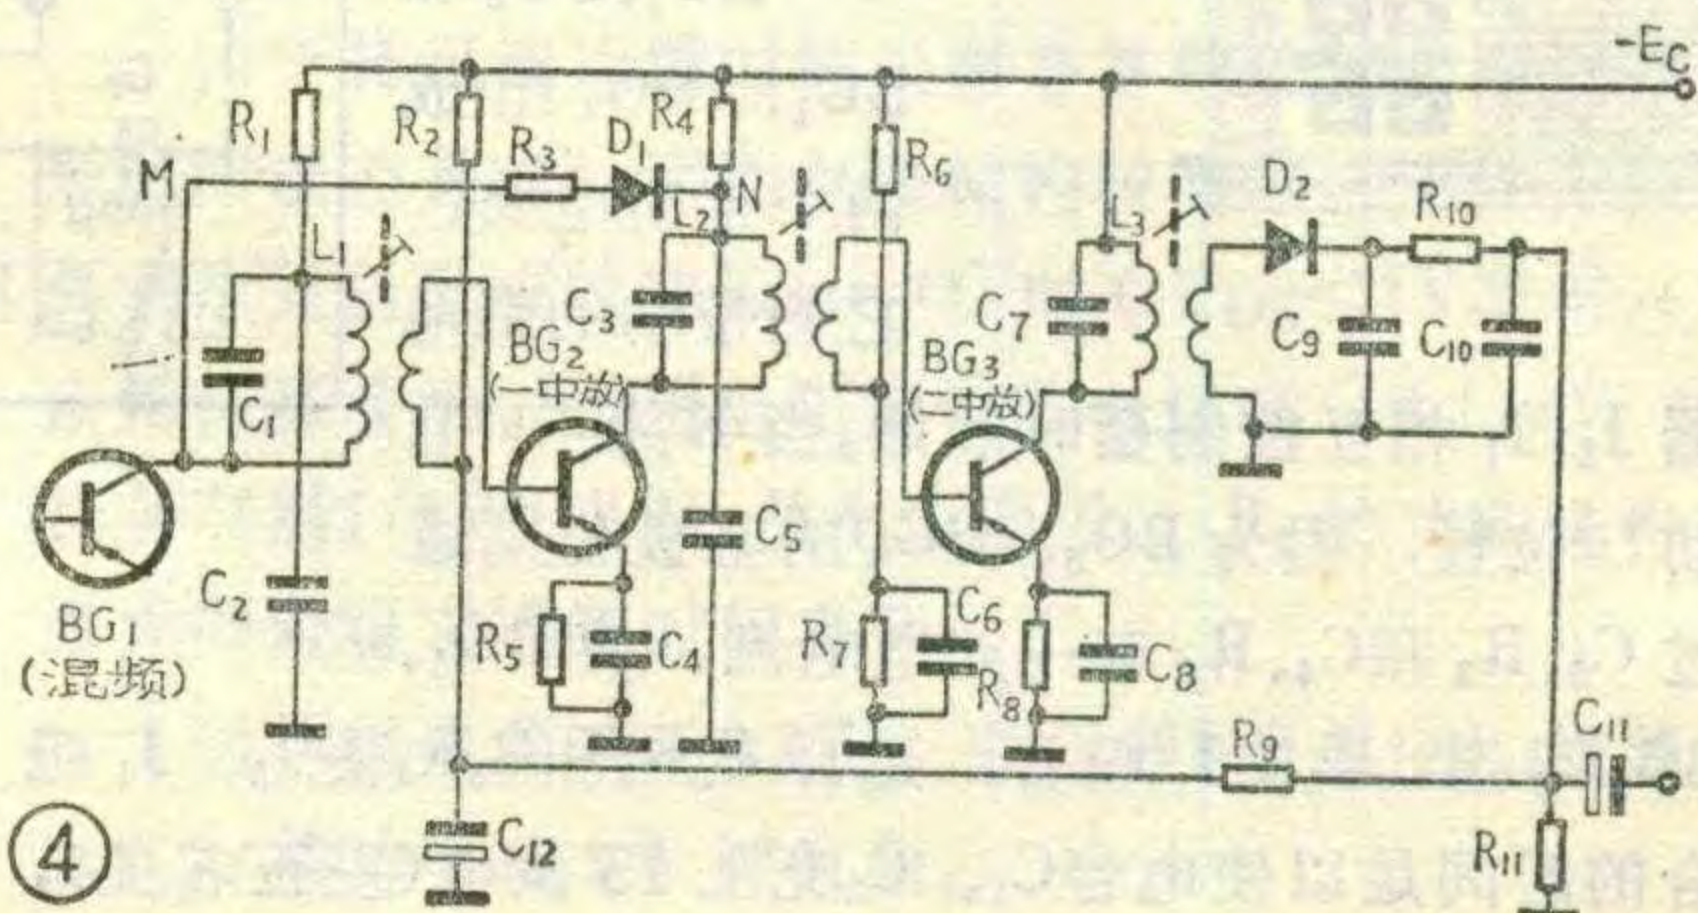 -EC
R1
R2
R3
D1
R4
M
N
R6
D2
R10
L1
L2
L3
C1
C3
C7
C9
C10
BG2
(一中放)
BG3
(二中放)
C2
C5
BG1
(混频)
R5
C4
R7
C6
R8
C8
R9
C11
C12
R11
④